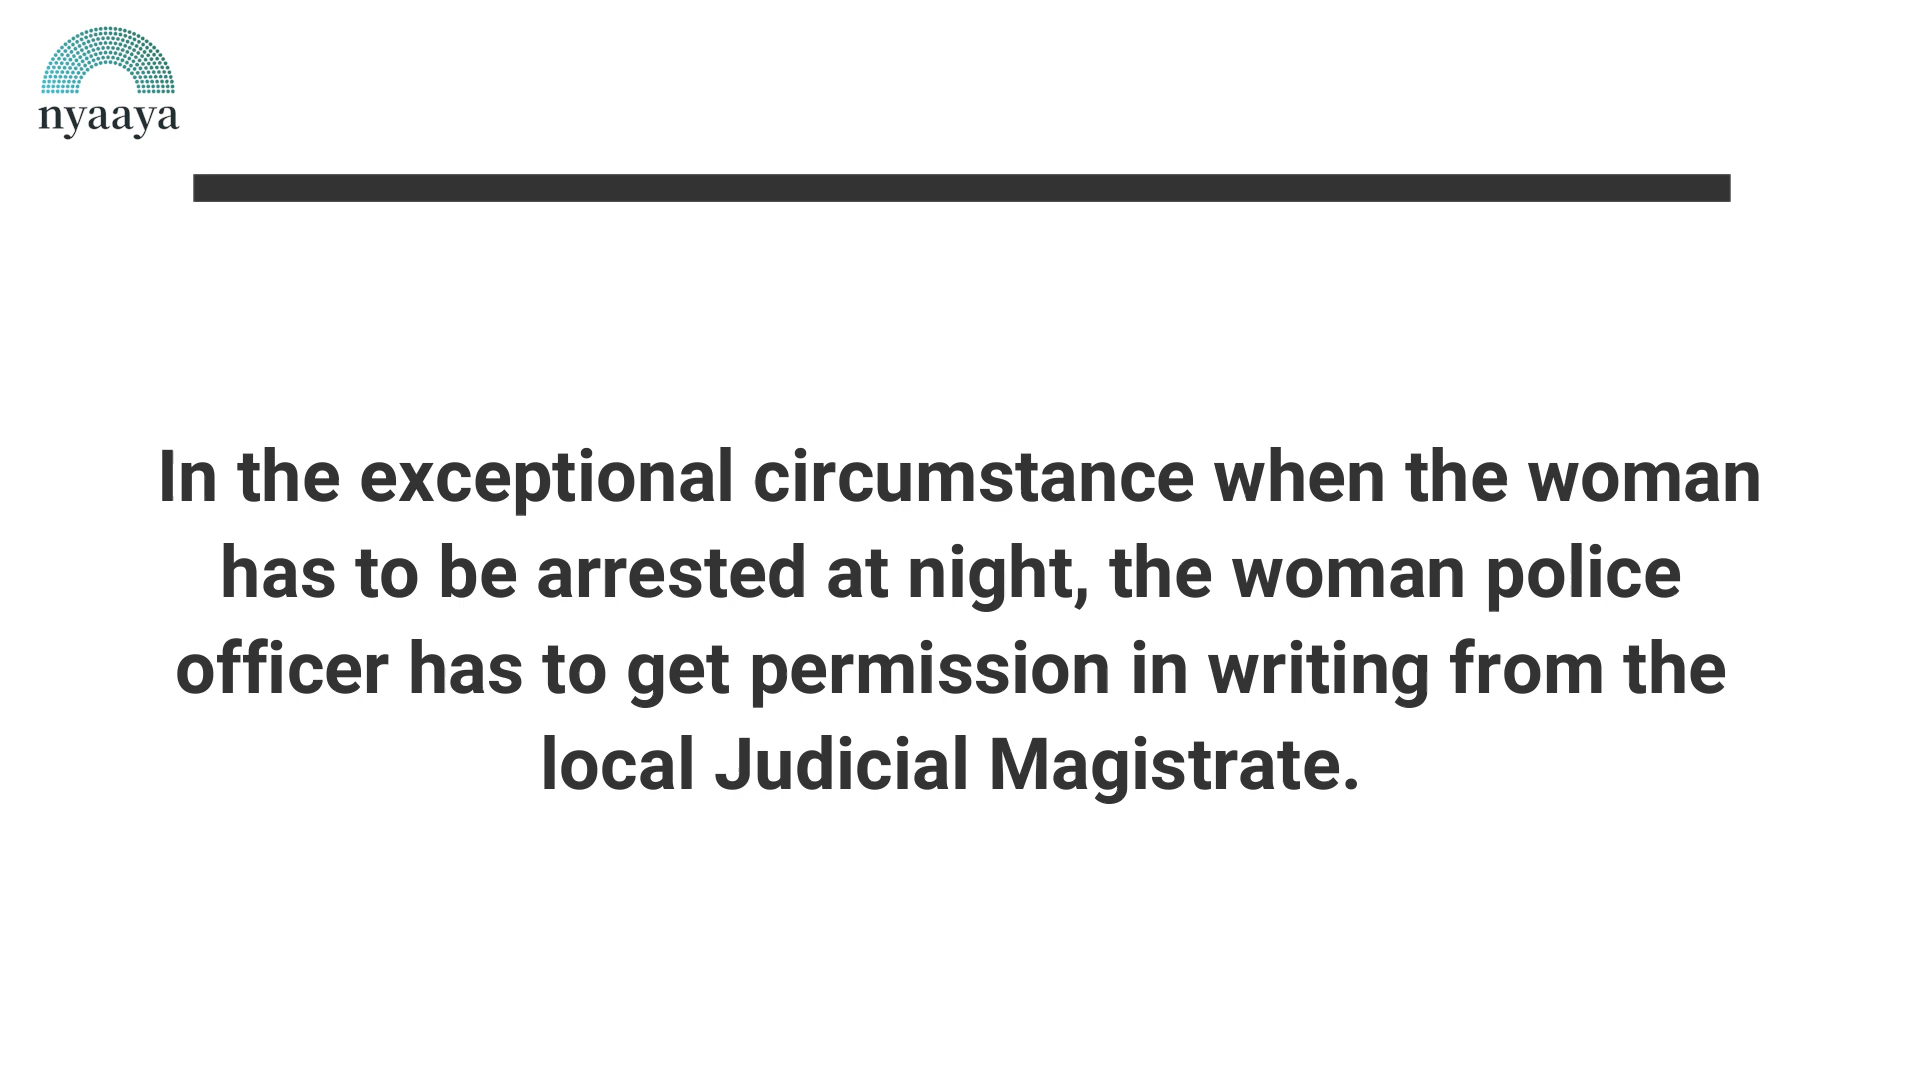 nyaaya
In the exceptional circumstance when the woman
has to be arrested at night, the woman police
officer has to get permission in writing from the
local Judicial Magistrate.